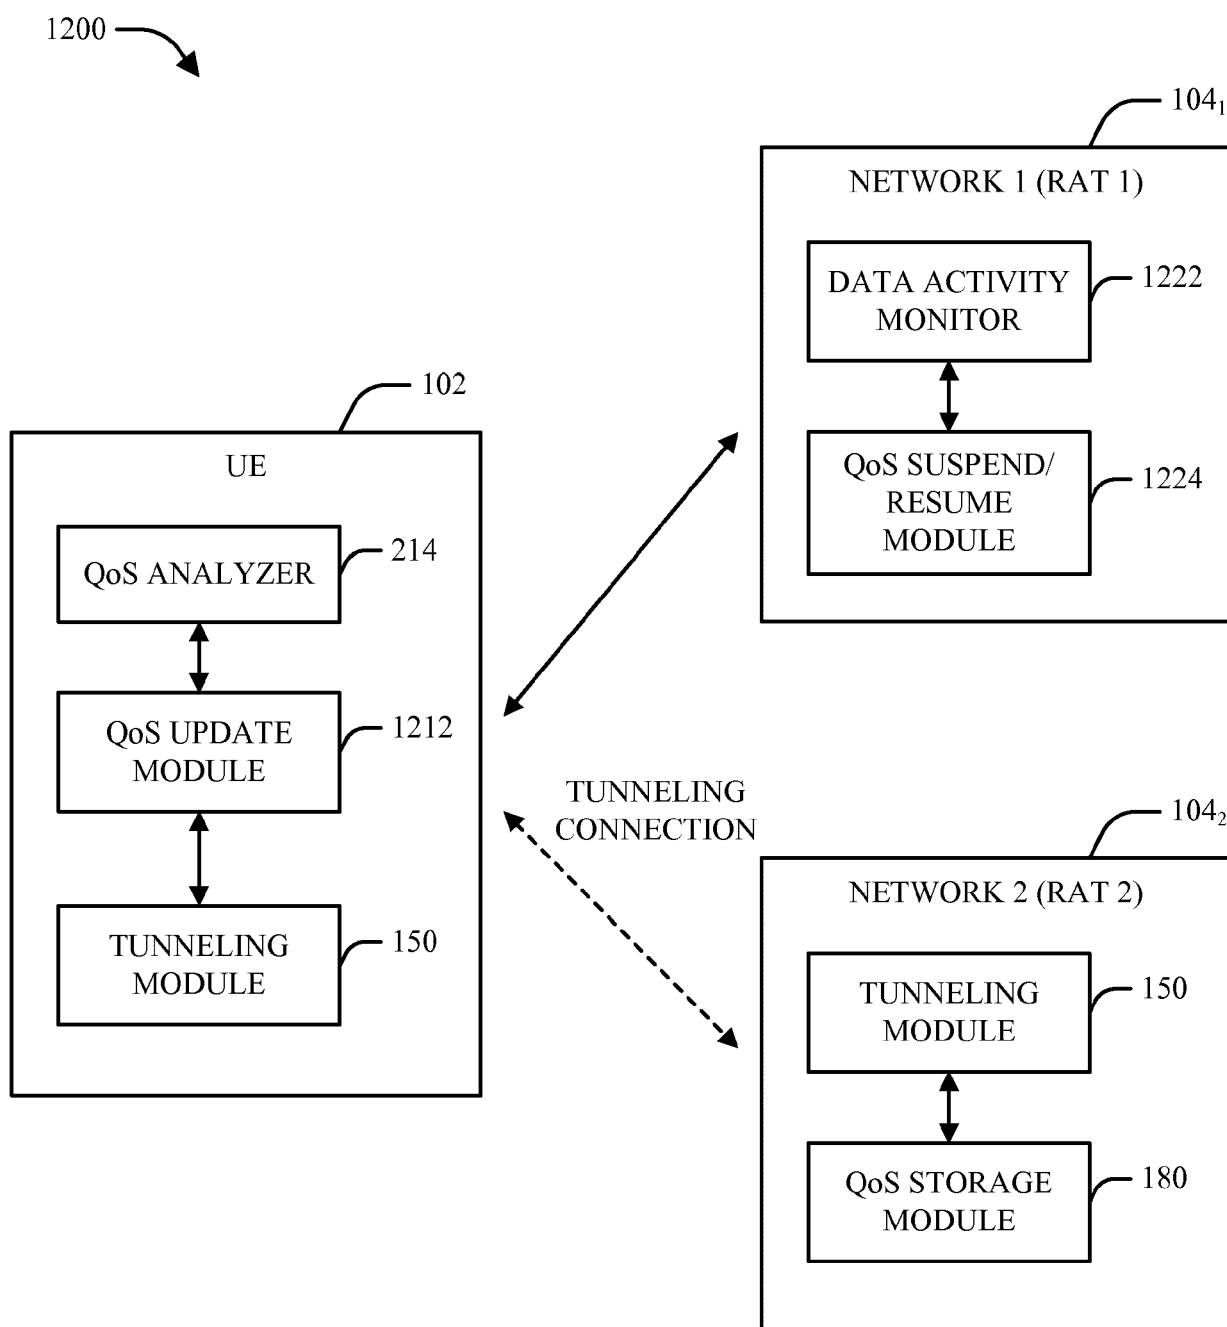 1200
104₁
NETWORK 1 (RAT 1)
DATA ACTIVITY
MONITOR
1222
QoS SUSPEND/
RESUME
MODULE
1224
102
UE
QoS ANALYZER
214
QoS UPDATE
MODULE
1212
TUNNELING
MODULE
150
TUNNELING
CONNECTION
104₂
NETWORK 2 (RAT 2)
TUNNELING
MODULE
150
QoS STORAGE
MODULE
180